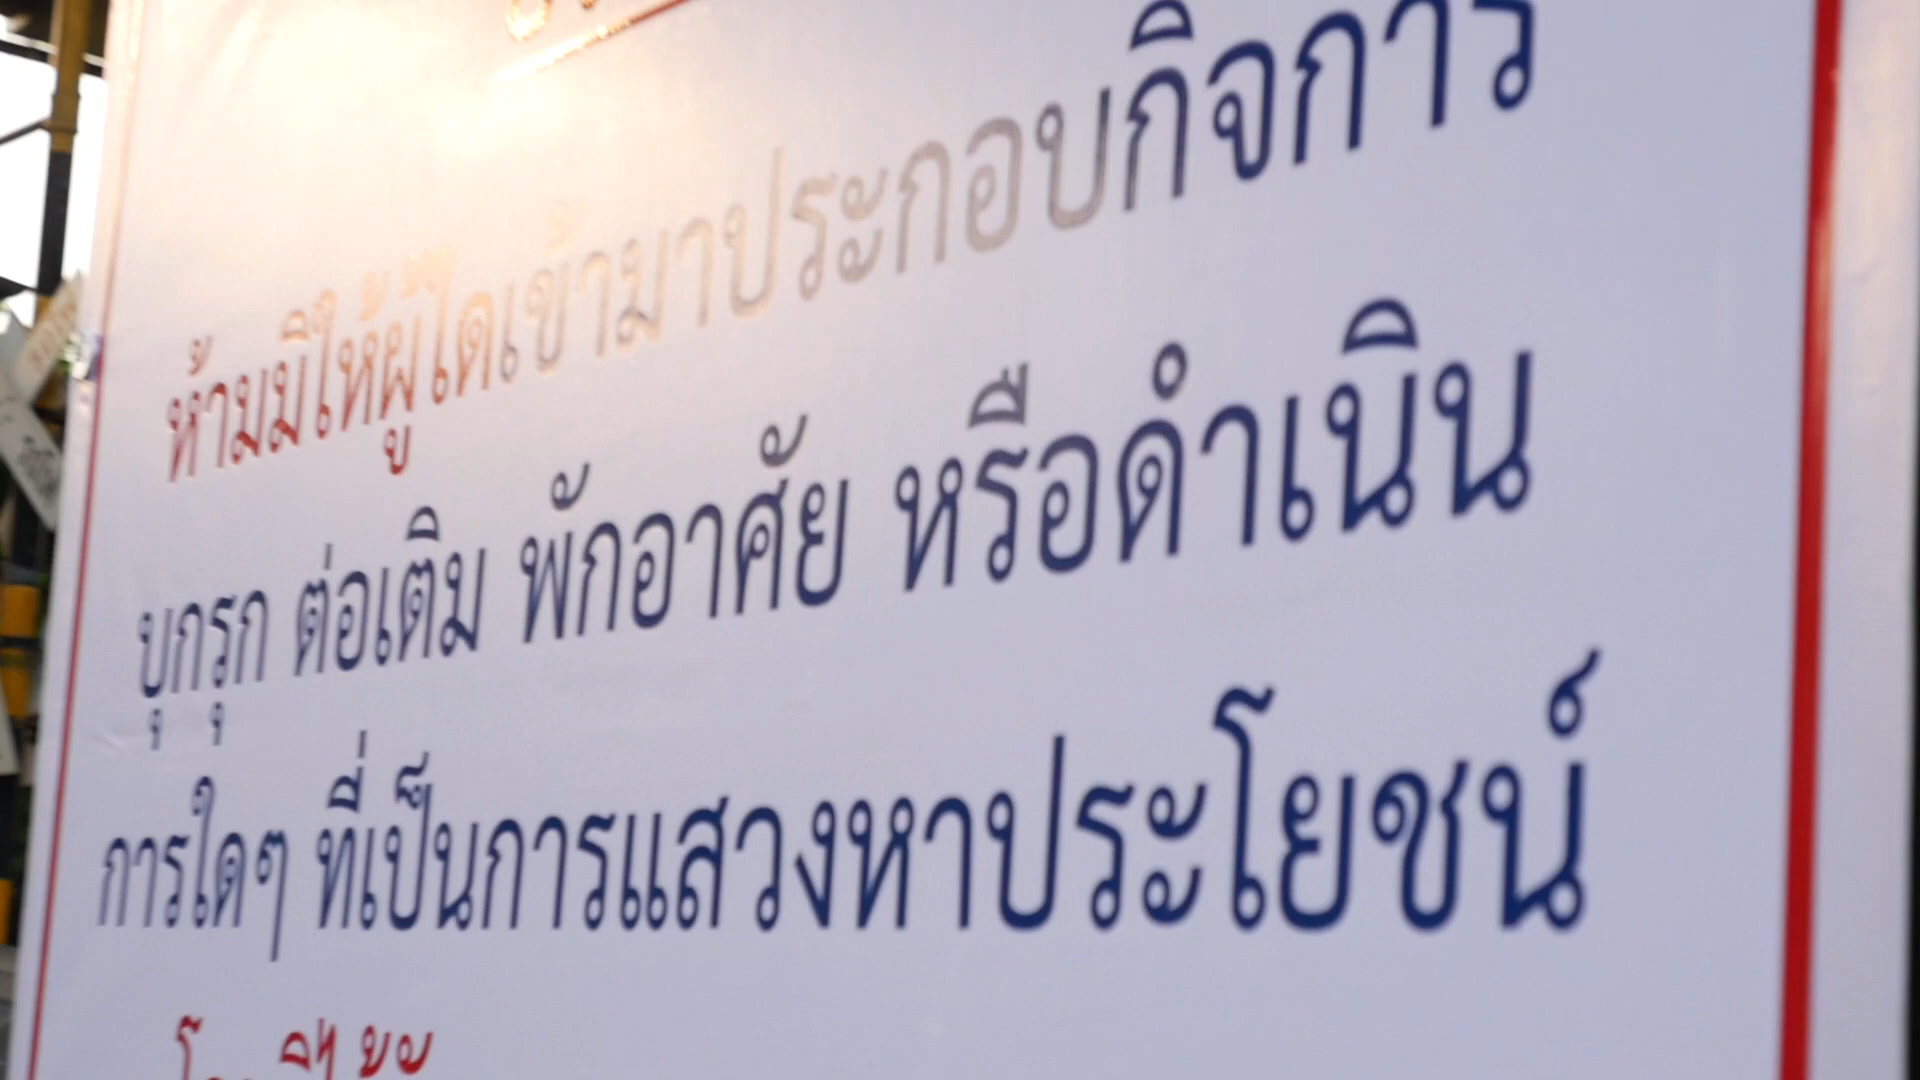 ห้ามมิให้ผู้ใดเข้ามาประกอบกิจการ
บุกรุก ต่อเติม พักอาศัย หรือดำเนิน
การใดๆ ที่เป็นการแสวงหาประโยชน์